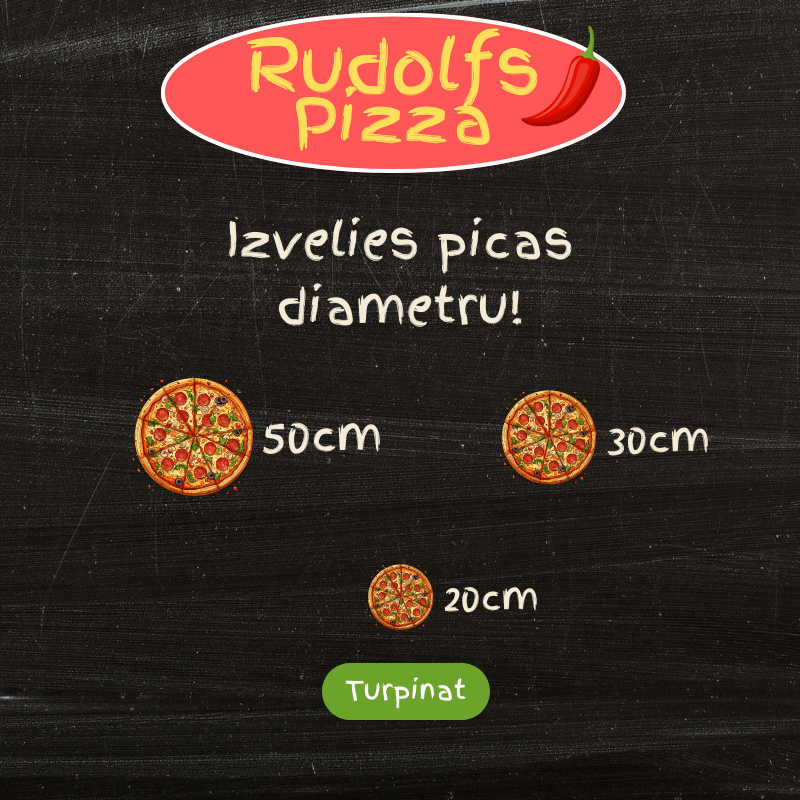 Rudolfs
Pizza
Izvelies picas
diametru!
50cm
30cm
20cm
Turpinat